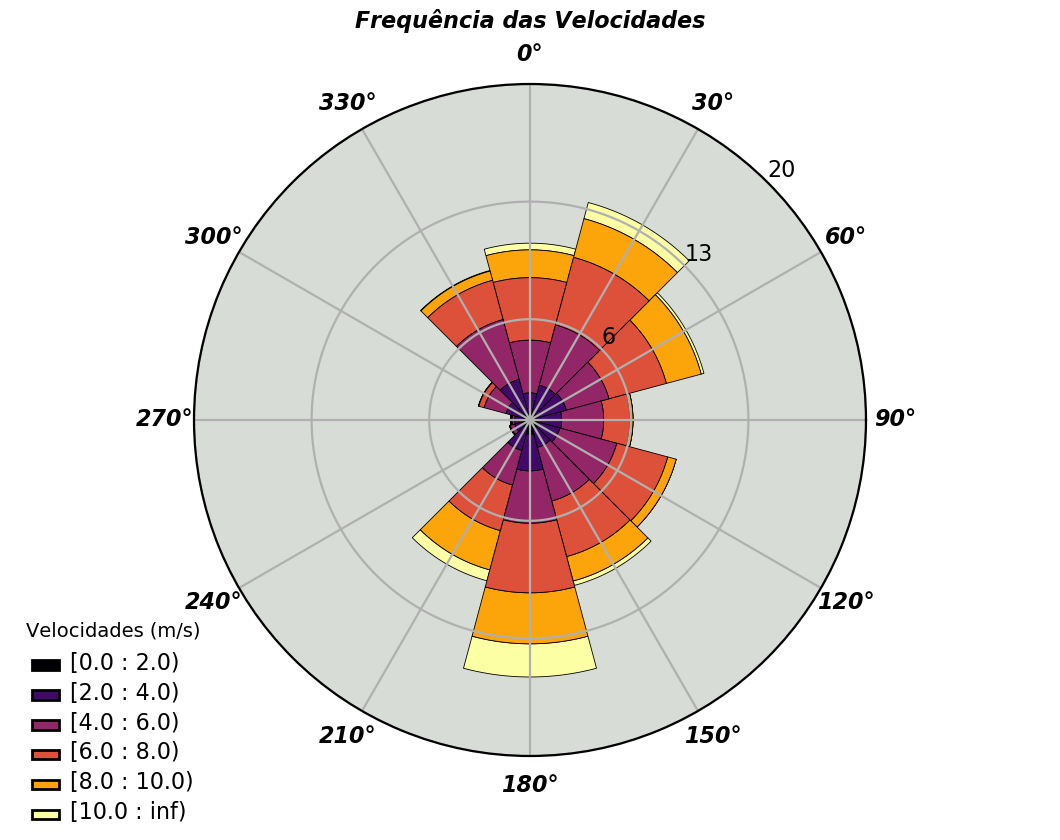 Frequência das Velocidades
0°
330°
30°
20
300°
60°
13
6
270°
90°
240°
120°
210°
150°
180°
Velocidades (m/s)
[0.0 : 2.0)
[2.0 : 4.0)
[4.0 : 6.0)
[6.0 : 8.0)
[8.0 : 10.0)
[10.0 : inf)